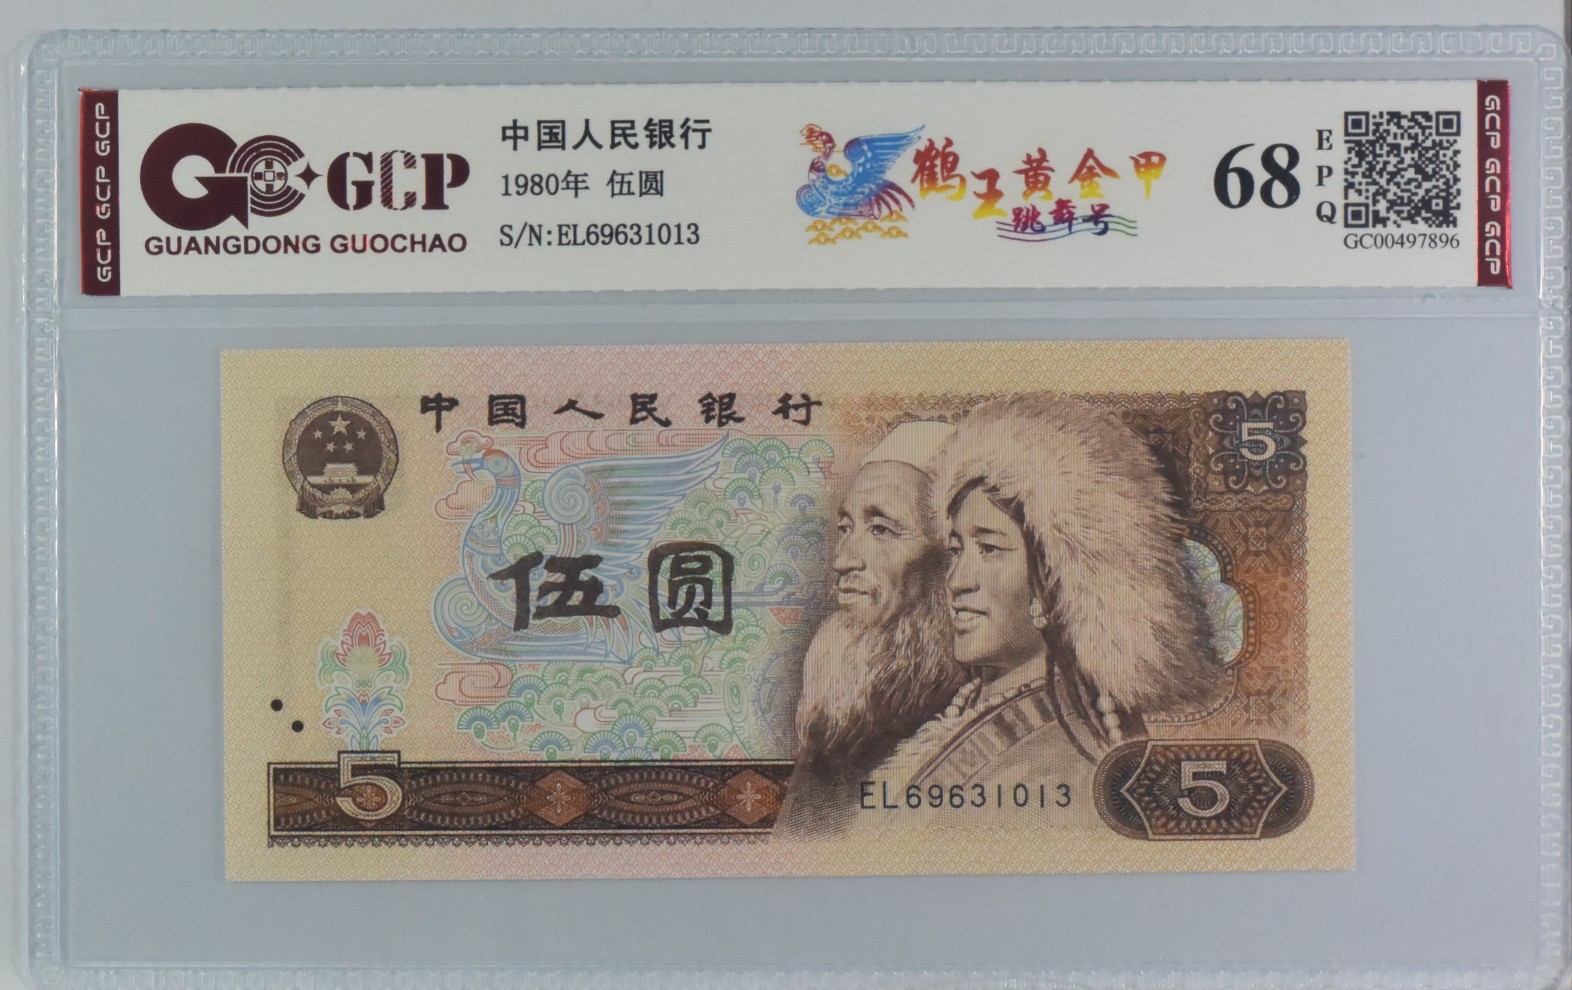 GCP GCP GCP
GCP
GUANGDONG GUOCHAO
中国人民银行
1980年 伍圆
S/N:EL69631013
鹤王黄金甲
跳舞号
68
EPQ
GC00497896
GCP GCP GCP
中国人民银行
5
伍圆
5
EL69631013
5